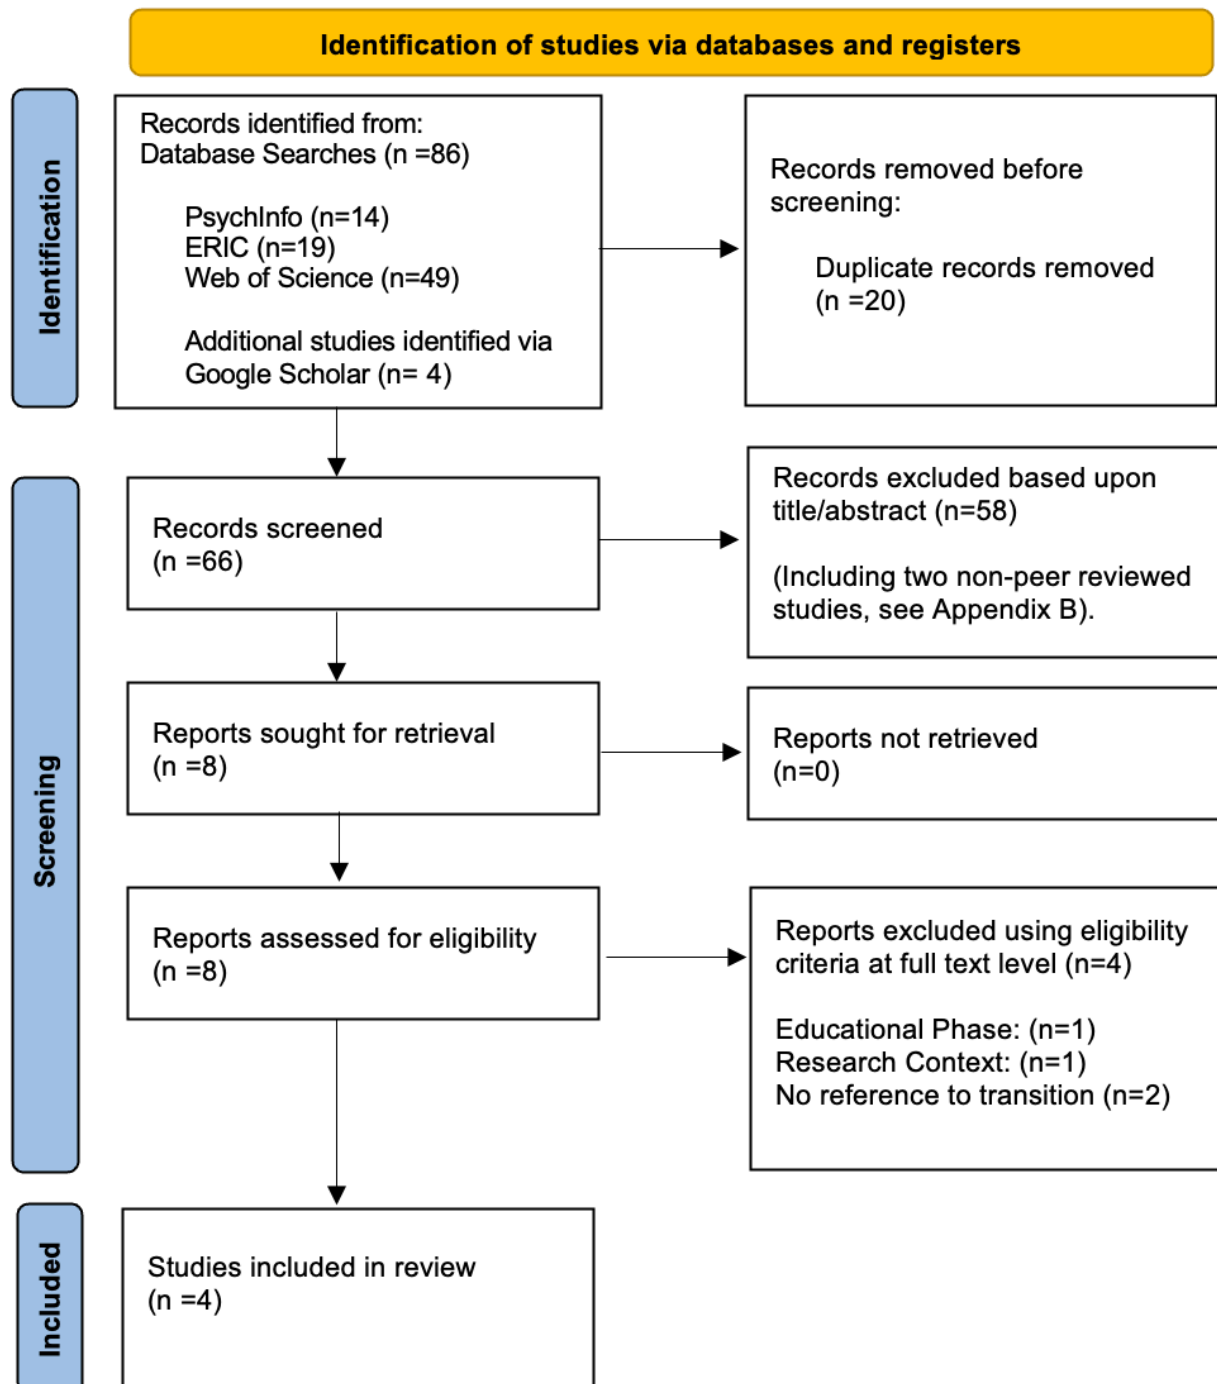 Identification of studies via databases and registers
Identification
Records identified from:
Database Searches (n =86)
PsychInfo (n=14)
ERIC (n=19)
Web of Science (n=49)
Additional studies identified via
Google Scholar (n= 4)
Records removed before
screening:
Duplicate records removed
(n =20)
Screening
Records screened
(n =66)
Records excluded based upon
title/abstract (n=58)
(Including two non-peer reviewed
studies, see Appendix B).
Reports sought for retrieval
(n =8)
Reports not retrieved
(n=0)
Reports assessed for eligibility
(n =8)
Reports excluded using eligibility
criteria at full text level (n=4)
Educational Phase: (n=1)
Research Context: (n=1)
No reference to transition (n=2)
Included
Studies included in review
(n =4)